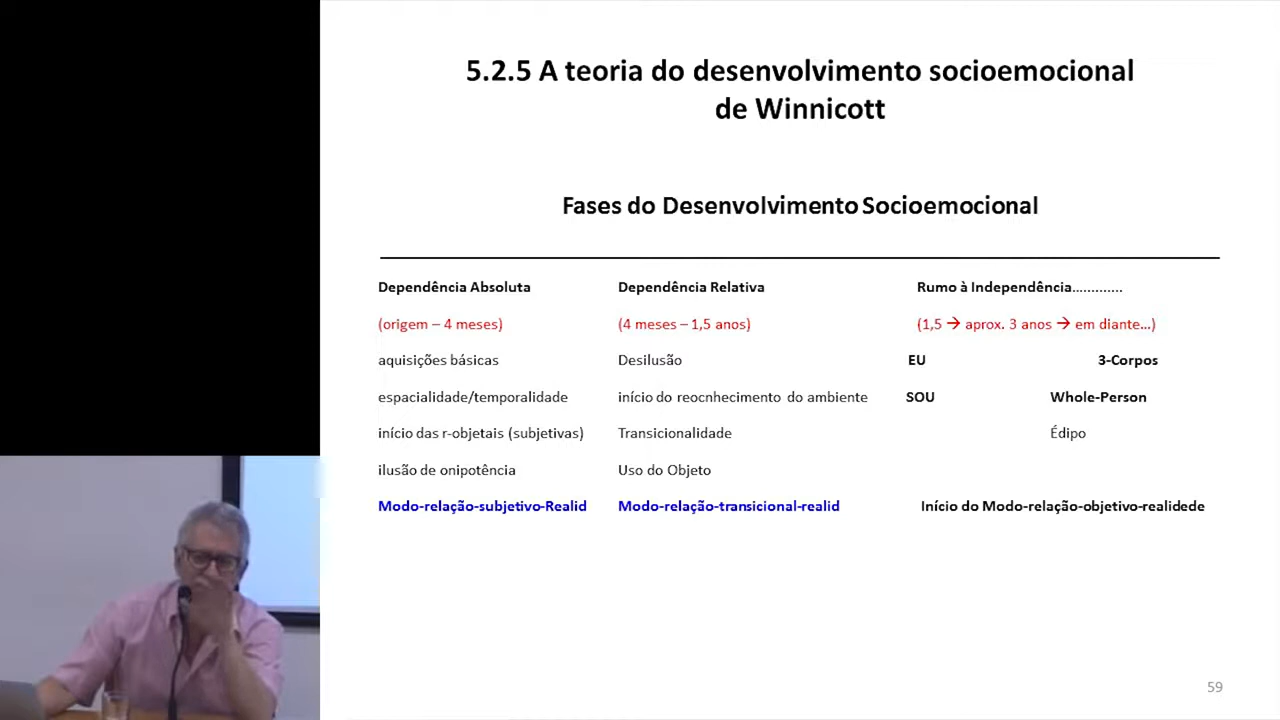 5.2.5 A teoria do desenvolvimento socioemocional
de Winnicott
Fases do Desenvolvimento Socioemocional
Dependência Absoluta Dependência Relativa Rumo à Independência............
(origem – 4 meses) (4 meses – 1,5 anos) (1,5 → aprox. 3 anos → em diante...)
aquisições básicas Desilusão EU 3-Corpos
espacialidade/temporalidade início do reocnhecimento do ambiente SOU Whole-Person
início das r-objetais (subjetivas) Transicionalidade Édipo
ilusão de onipotência Uso do Objeto
Modo-relação-subjetivo-Realid Modo-relação-transicional-realid Início do Modo-relação-objetivo-realidede
59